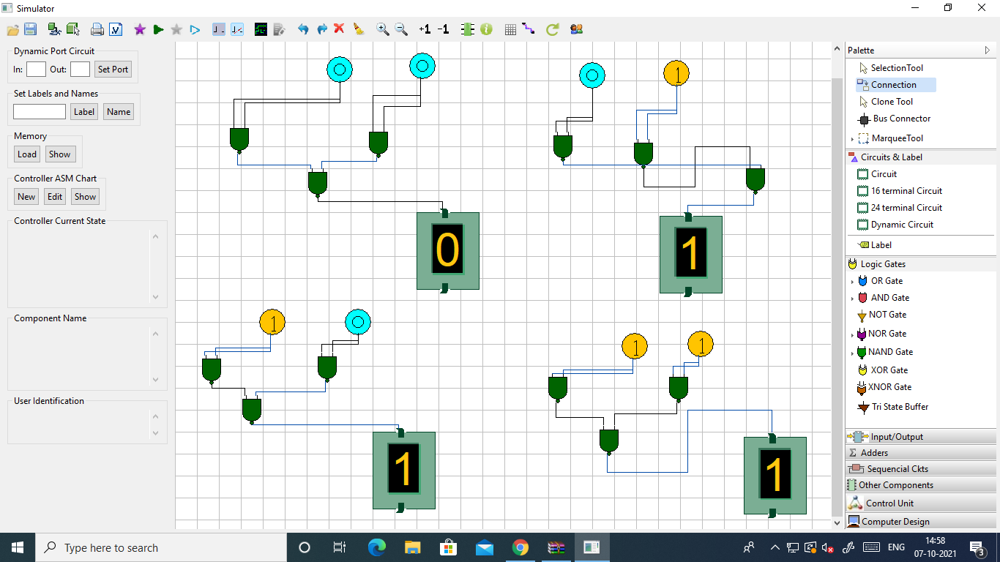 Simulator
+1 -1
Dynamic Port Circuit
In: Out: Set Port
Set Labels and Names
Label Name
Memory
Load Show
Controller ASM Chart
New Edit Show
Controller Current State
Component Name
User Identification
1
0
1
1
1
1
1
1
Palette
SelectionTool
Connection
Clone Tool
Bus Connector
MarqueeTool
Circuits & Label
Circuit
16 terminal Circuit
24 terminal Circuit
Dynamic Circuit
Label
Logic Gates
OR Gate
AND Gate
NOT Gate
NOR Gate
NAND Gate
XOR Gate
XNOR Gate
Tri State Buffer
Input/Output
Σ Adders
Sequencial Ckts
Other Components
Control Unit
Computer Design
Type here to search
ENG
14:58
07-10-2021
3